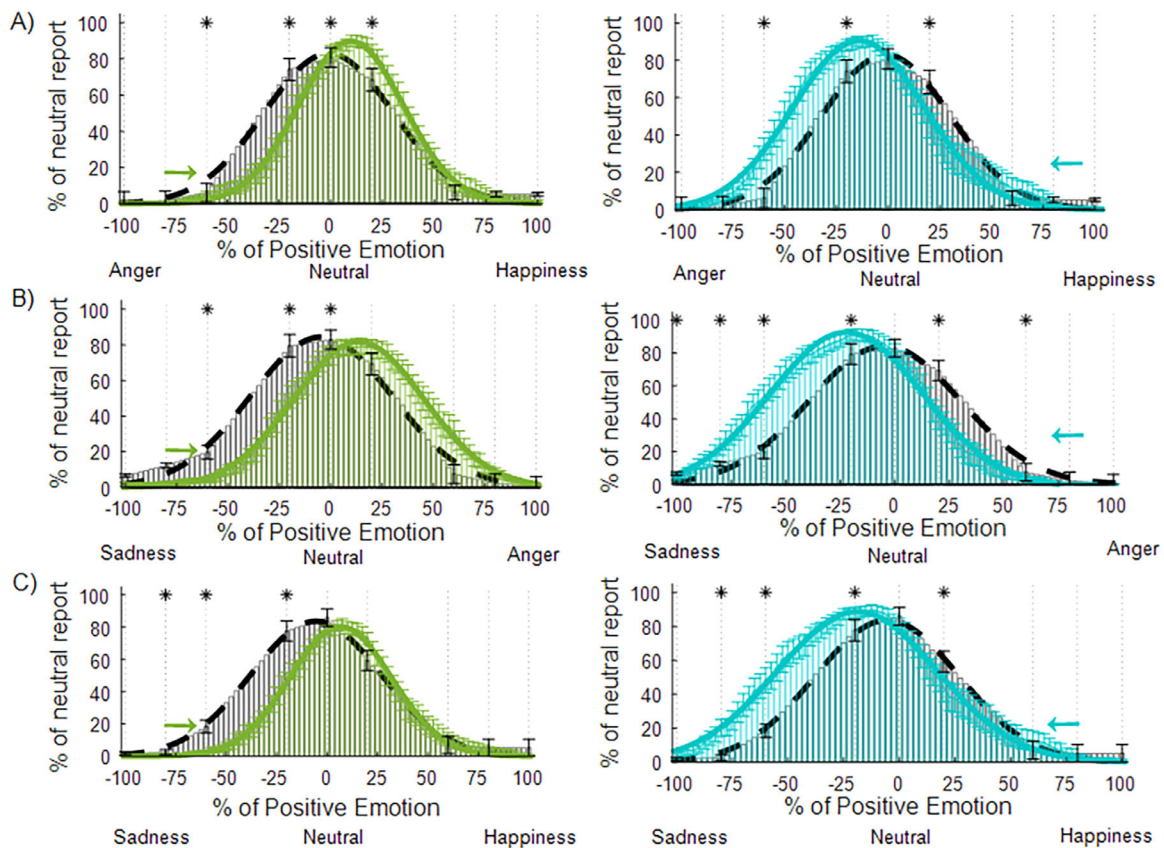 A)
% of neutral report
100
80
60
40
20
0
* * * *
-100 -75 -50 -25 0 25 50 75 100
% of Positive Emotion
Anger Neutral Happiness
% of neutral report
100
80
60
40
20
0
* * *
-100 -75 -50 -25 0 25 50 75 100
% of Positive Emotion
Anger Neutral Happiness
B)
% of neutral report
100
80
60
40
20
0
* * *
-100 -75 -50 -25 0 25 50 75 100
% of Positive Emotion
Sadness Neutral Anger
% of neutral report
100
80
60
40
20
0
* * * * * *
-100 -75 -50 -25 0 25 50 75 100
% of Positive Emotion
Sadness Neutral Anger
C)
% of neutral report
100
80
60
40
20
0
* * *
-100 -75 -50 -25 0 25 50 75 100
% of Positive Emotion
Sadness Neutral Happiness
% of neutral report
100
80
60
40
20
0
* * * *
-100 -75 -50 -25 0 25 50 75 100
% of Positive Emotion
Sadness Neutral Happiness